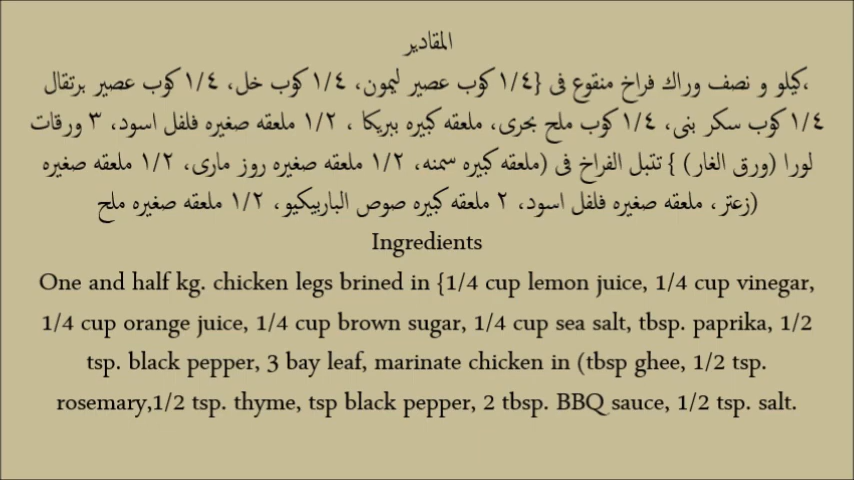 المقادير
كيلو و نصف وراك فراخ منقوع فى {١/٤ كوب عصير ليمون، ١/٤ كوب خل، ١/٤ كوب عصير برتقال،
١/٤ كوب سكر بنى، ١/٤ كوب ملح بحرى، ملعقه كبيره ببريكا ، ١/٢ ملعقه صغيره فلفل اسود، ٣ ورقات
لورا (ورق الغار) } تتبل الفراخ فى (ملعقه كبيره سمنه، ١/٢ ملعقه صغيره روز مارى، ١/٢ ملعقه صغيره
زعتر، ملعقه صغيره فلفل اسود، ٢ ملعقه كبيره صوص الباربيكيو، ١/٢ ملعقه صغيره ملح)
Ingredients
One and half kg. chicken legs brined in {1/4 cup lemon juice, 1/4 cup vinegar,
1/4 cup orange juice, 1/4 cup brown sugar, 1/4 cup sea salt, tbsp. paprika, 1/2
tsp. black pepper, 3 bay leaf, marinate chicken in (tbsp ghee, 1/2 tsp.
rosemary,1/2 tsp. thyme, tsp black pepper, 2 tbsp. BBQ sauce, 1/2 tsp. salt.